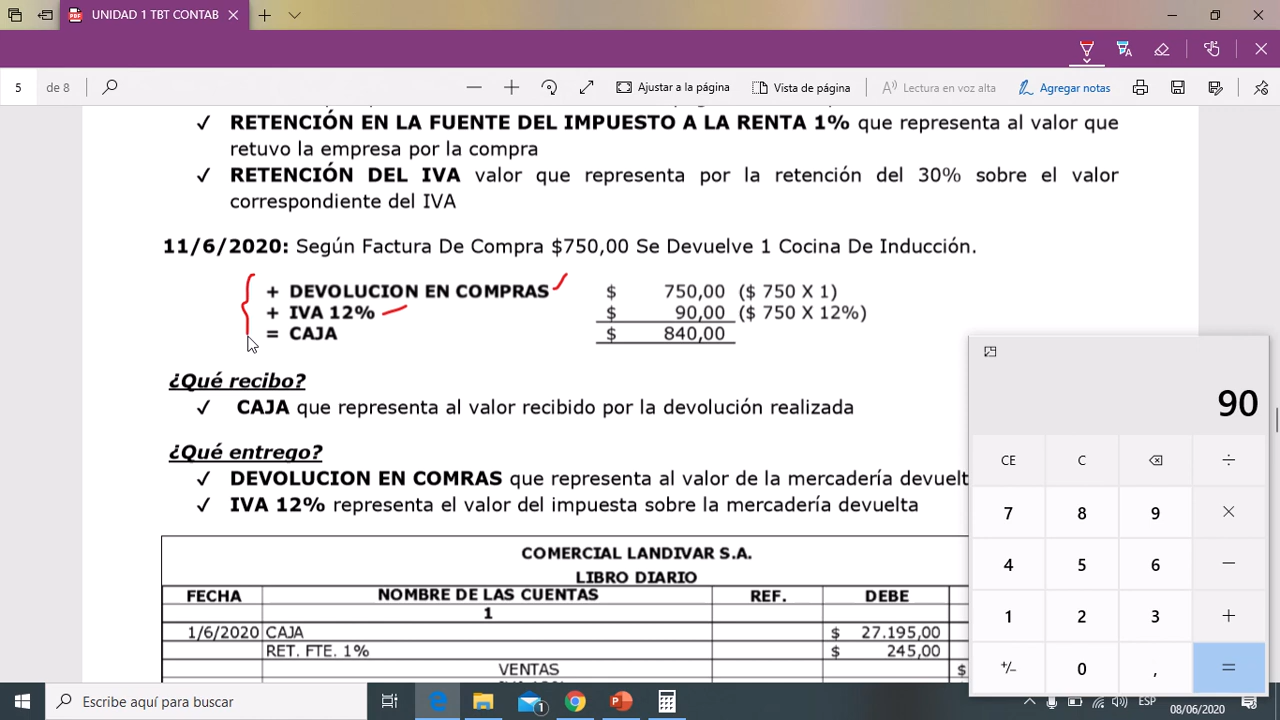 UNIDAD 1 TBT CONTAB
5 de 8
Ajustar a la página
Vista de página
Lectura en voz alta
Agregar notas
✓ RETENCIÓN EN LA FUENTE DEL IMPUESTO A LA RENTA 1% que representa al valor que
retuvo la empresa por la compra
✓ RETENCIÓN DEL IVA valor que representa por la retención del 30% sobre el valor
correspondiente del IVA
11/6/2020: Según Factura De Compra $750,00 Se Devuelve 1 Cocina De Inducción.
+ DEVOLUCION EN COMPRAS $ 750,00 ($ 750 X 1)
+ IVA 12% $ 90,00 ($ 750 X 12%)
= CAJA $ 840,00
¿Qué recibo?
✓ CAJA que representa al valor recibido por la devolución realizada
¿Qué entrego?
✓ DEVOLUCION EN COMRAS que representa al valor de la mercadería devuelt
✓ IVA 12% representa el valor del impuesta sobre la mercadería devuelta
COMERCIAL LANDIVAR S.A.
LIBRO DIARIO
FECHA NOMBRE DE LAS CUENTAS REF. DEBE
1
1/6/2020 CAJA $ 27.195,00
RET. FTE. 1% $ 245,00
VENTAS $
90
CE C ⌫ ÷
7 8 9 ×
4 5 6 −
1 2 3 +
+/− 0 , =
Escribe aquí para buscar
1
ESP
08/06/2020